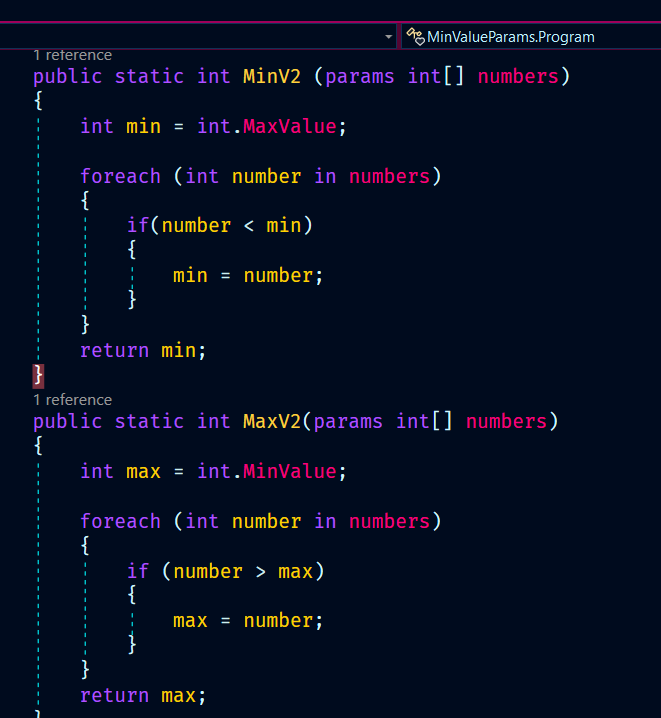 MinValueParams.Program
1 reference
public static int MinV2 (params int[] numbers)
{
    int min = int.MaxValue;

    foreach (int number in numbers)
    {
        if(number < min)
        {
            min = number;
        }
    }
    return min;
}
1 reference
public static int MaxV2(params int[] numbers)
{
    int max = int.MinValue;

    foreach (int number in numbers)
    {
        if (number > max)
        {
            max = number;
        }
    }
    return max;
}